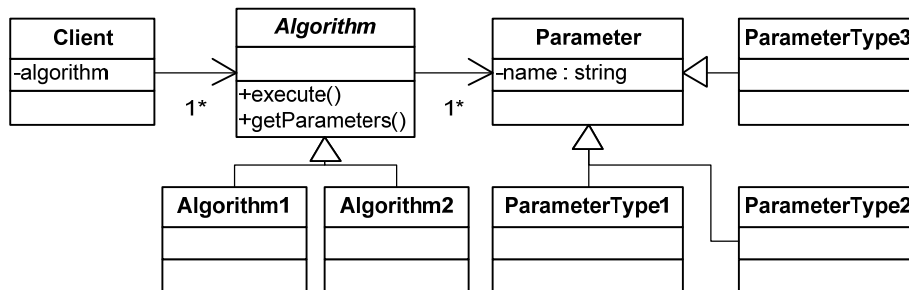 Client
-algorithm
1*
Algorithm
+execute()
+getParameters()
1*
Parameter
-name : string
ParameterType3
Algorithm1
Algorithm2
ParameterType1
ParameterType2